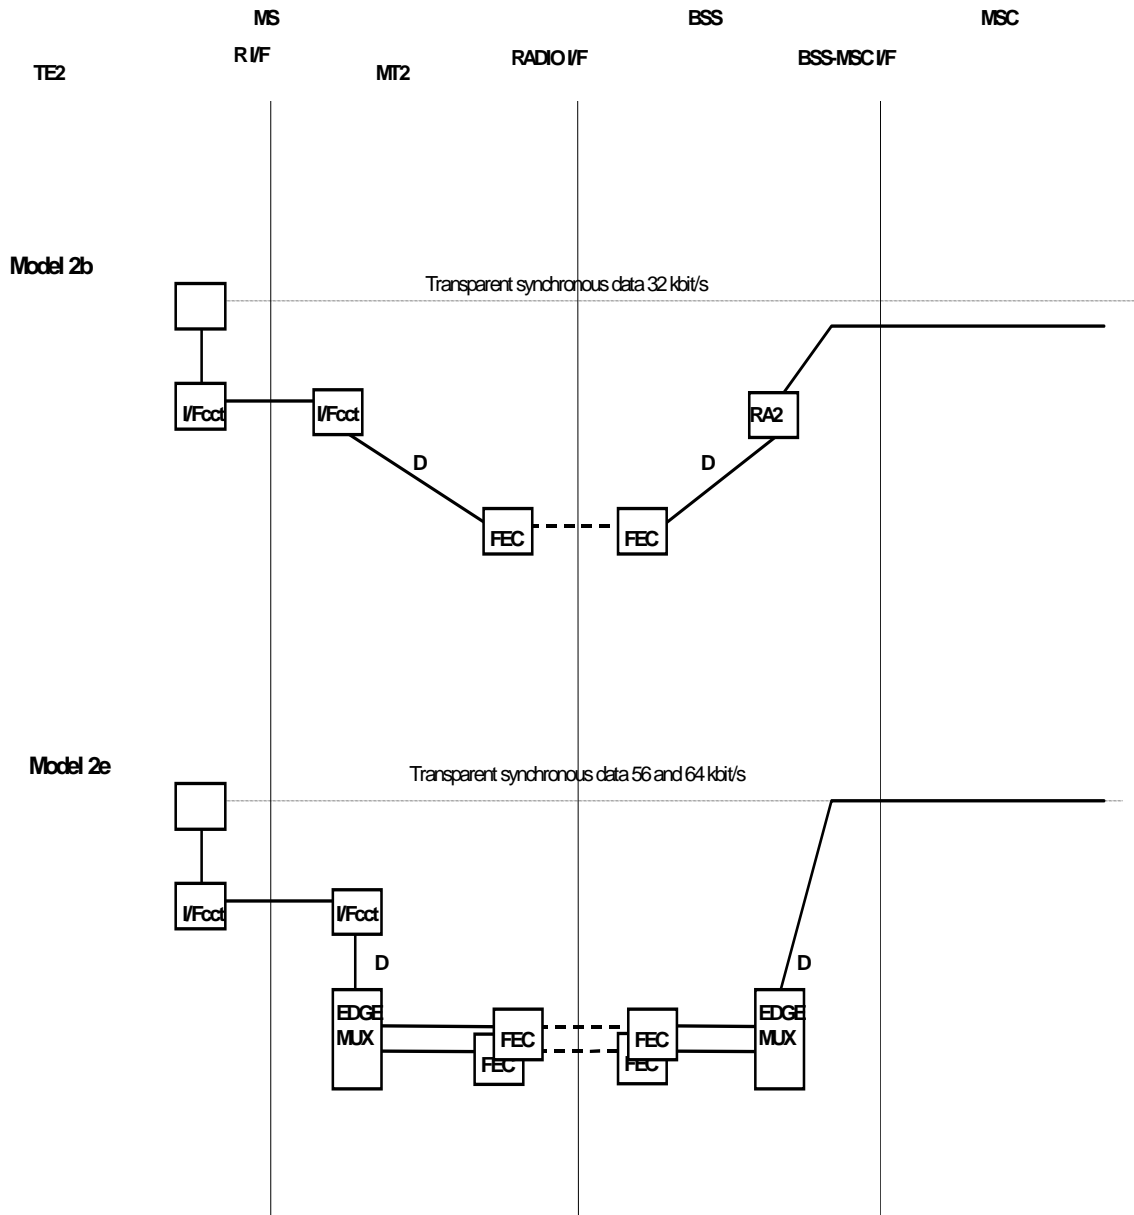 MS
BSS
MSC
R I/F
RADIO I/F
BSS-MSC I/F
TE2
MT2
Model 2b
Transparent synchronous data 32 kbit/s
I/Fcct
I/Fcct
RA2
D
D
FEC
FEC
Model 2e
Transparent synchronous data 56 and 64 kbit/s
I/Fcct
I/Fcct
D
D
EDGE
MUX
FEC
FEC
FEC
FEC
EDGE
MUX